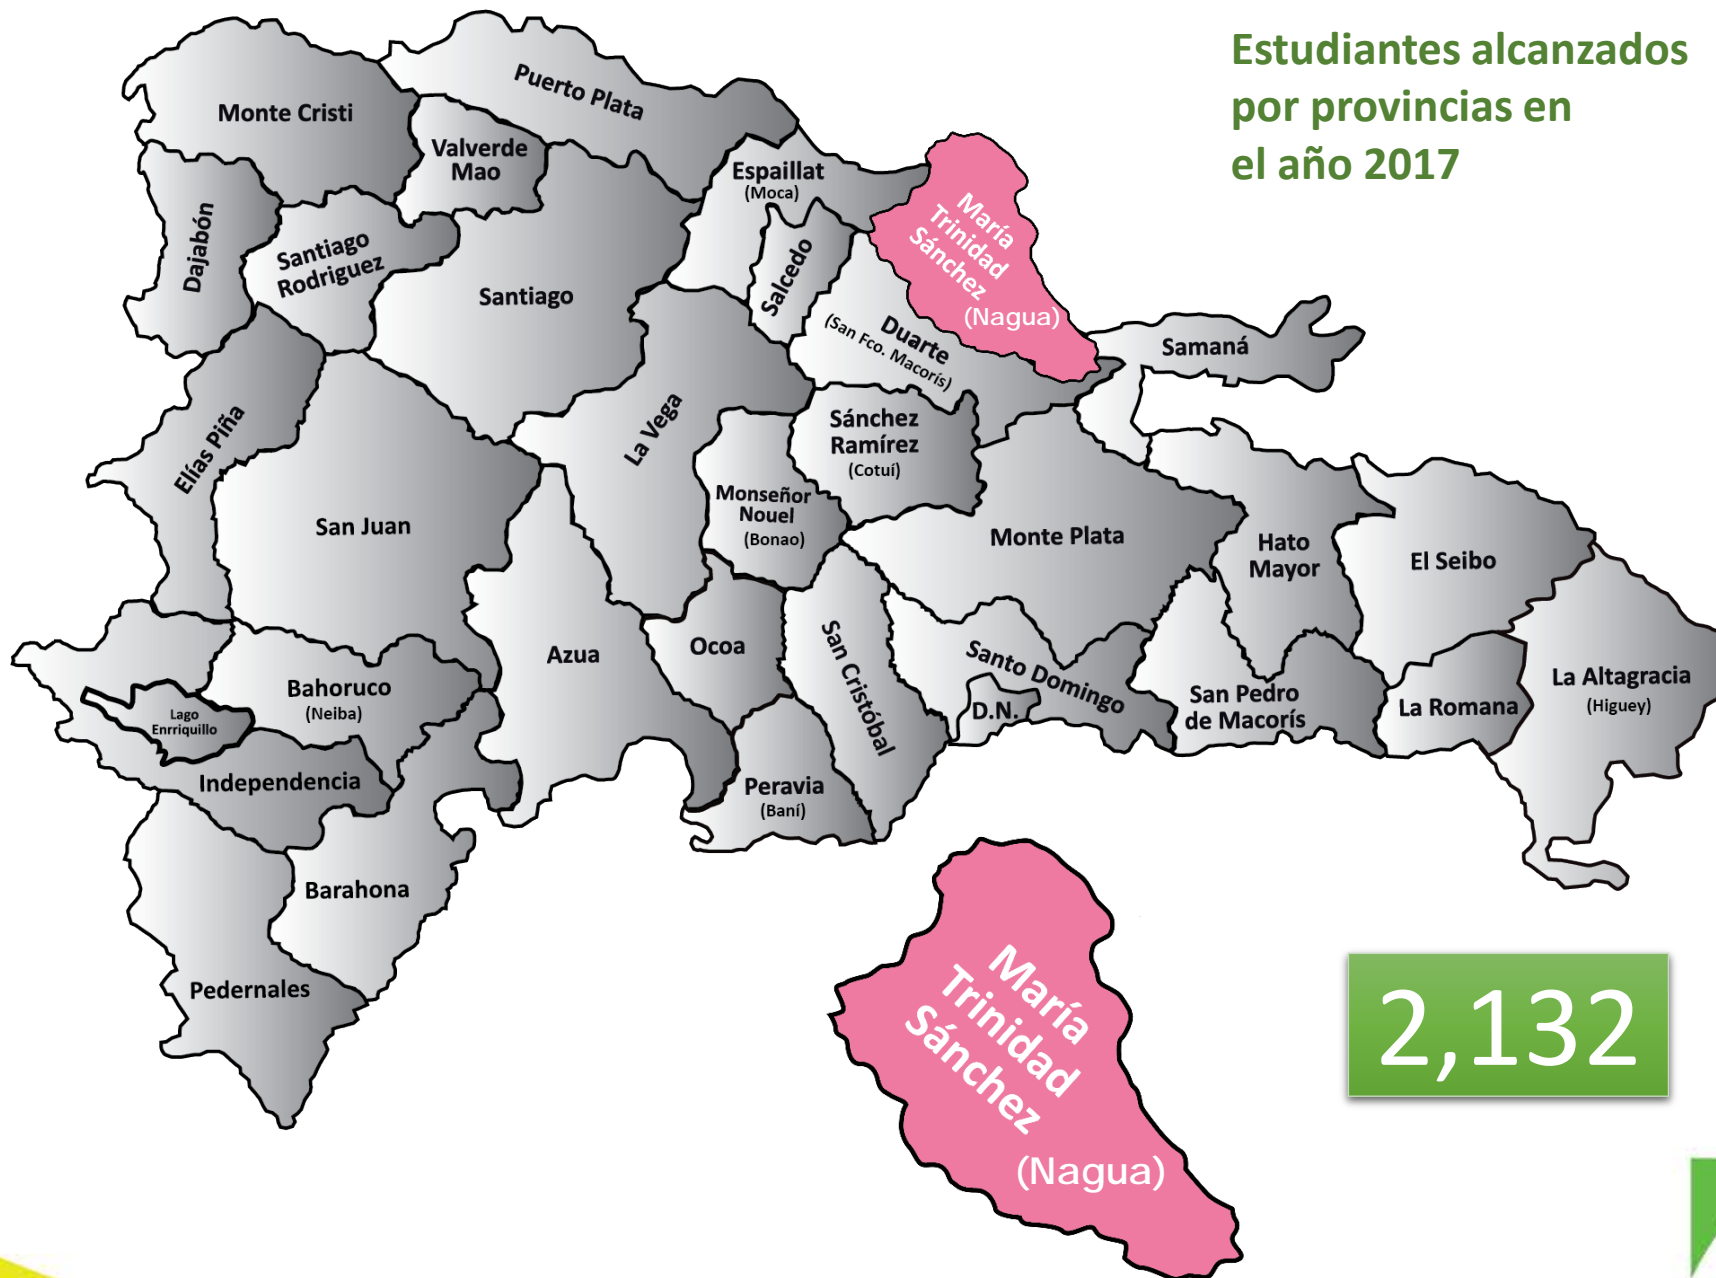 Estudiantes alcanzados
por provincias en
el año 2017
Puerto Plata
Monte Cristi
Valverde
Mao
Espaillat
(Moca)
María
Trinidad
Sánchez
(Nagua)
Dajabón
Santiago
Rodriguez
Santiago
Salcedo
Duarte
(San Fco. Macorís)
Samaná
Elías Piña
La Vega
Sánchez
Ramírez
(Cotuí)
San Juan
Monseñor
Nouel
(Bonao)
Monte Plata
Hato
Mayor
El Seibo
Azua
Ocoa
San Cristóbal
Santo Domingo
D.N.
San Pedro
de Macorís
La Romana
La Altagracia
(Higuey)
Bahoruco
(Neiba)
Lago
Enrriquillo
Independencia
Peravia
(Baní)
Barahona
Pedernales
María
Trinidad
Sánchez
(Nagua)
2,132